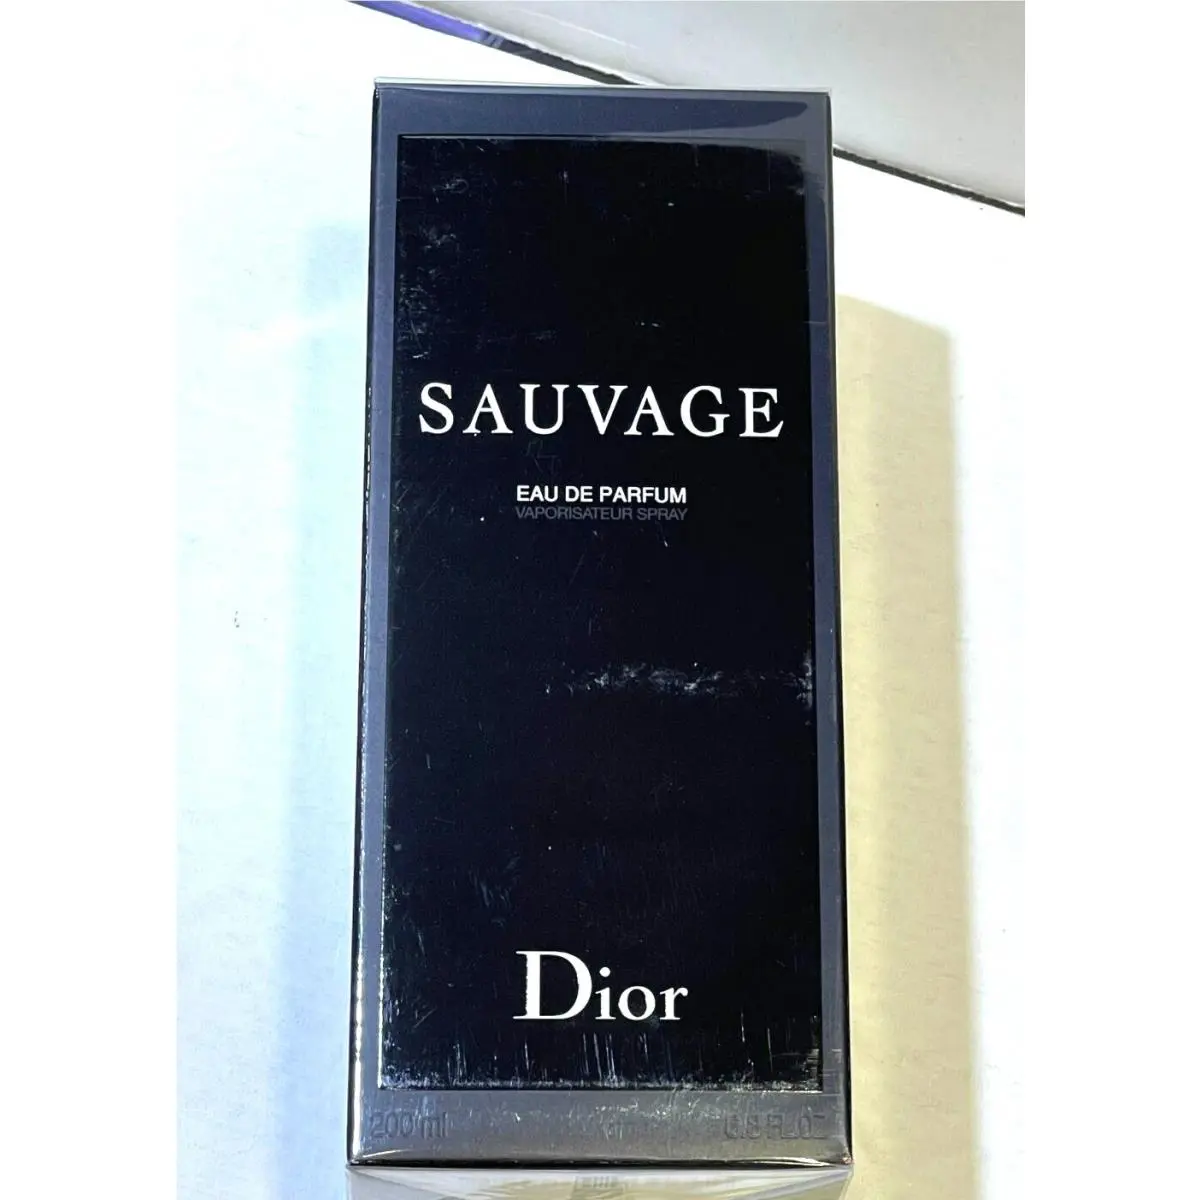 SAUVAGE
EAU DE PARFUM
VAPORISATEUR SPRAY
Dior
200 ml